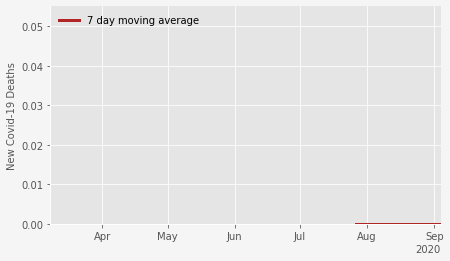 7 day moving average
New Covid-19 Deaths
0.05
0.04
0.03
0.02
0.01
0.00
Apr
May
Jun
Jul
Aug
Sep
2020